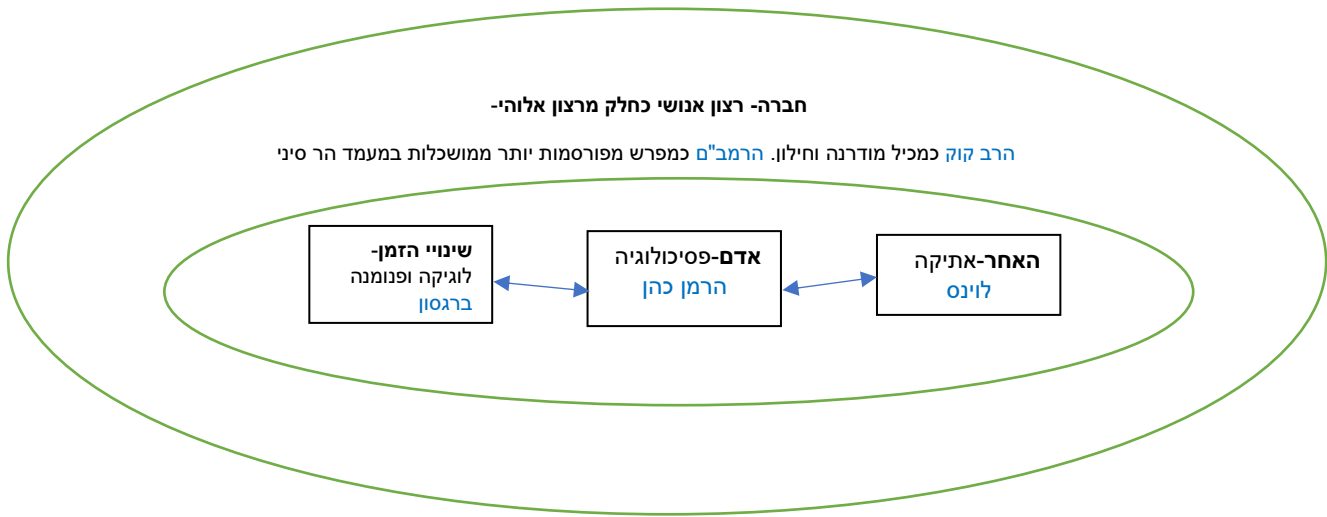 חברה- רצון אנושי כחלק מרצון אלוהי-
הרב קוק כמכיל מודרנה וחילון. הרמב"ם כמפרש מפורסמות יותר ממושכלות במעמד הר סיני
האחר-אתיקה
לוינס
אדם-פסיכולוגיה
הרמן כהן
שינויי הזמן-
לוגיקה ופנומנה
ברגסון